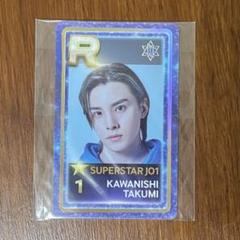 R
SUPERSTAR JO1
1
KAWANISHI
TAKUMI